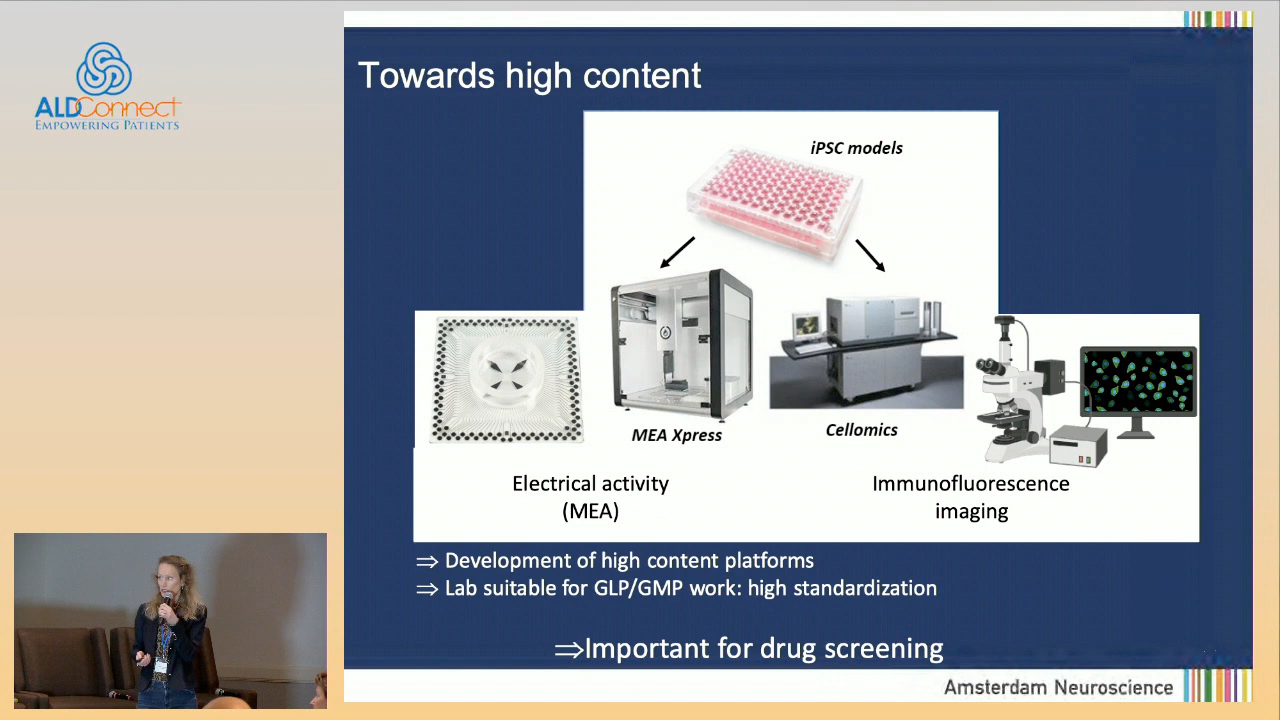 ALDConnect
EMPOWERING PATIENTS
Towards high content
iPSC models
MEA Xpress
Cellomics
Electrical activity
(MEA)
Immunofluorescence
imaging
⇒ Development of high content platforms
⇒ Lab suitable for GLP/GMP work: high standardization
⇒Important for drug screening
Amsterdam Neuroscience